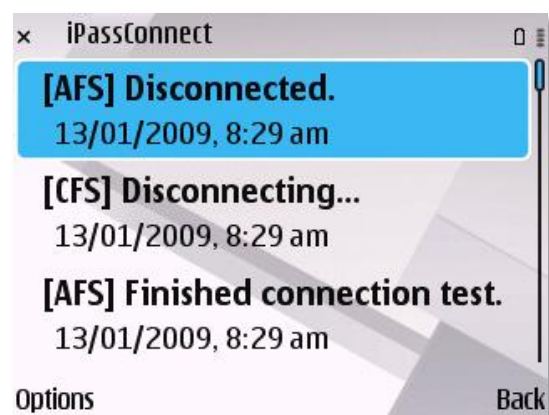 iPassConnect
[AFS] Disconnected.
13/01/2009, 8:29 am
[CFS] Disconnecting...
13/01/2009, 8:29 am
[AFS] Finished connection test.
13/01/2009, 8:29 am
Options Back